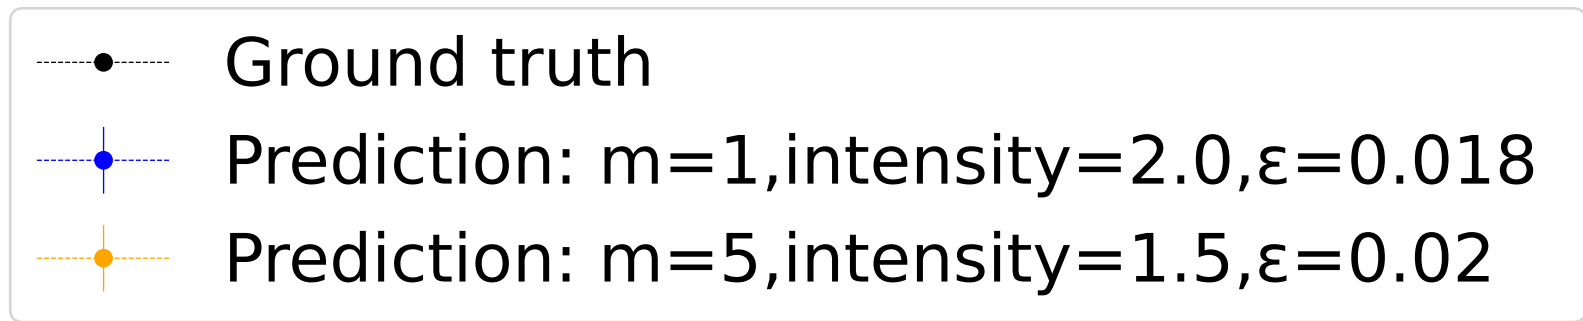 Ground truth
Prediction: m=1,intensity=2.0,ε=0.018
Prediction: m=5,intensity=1.5,ε=0.02